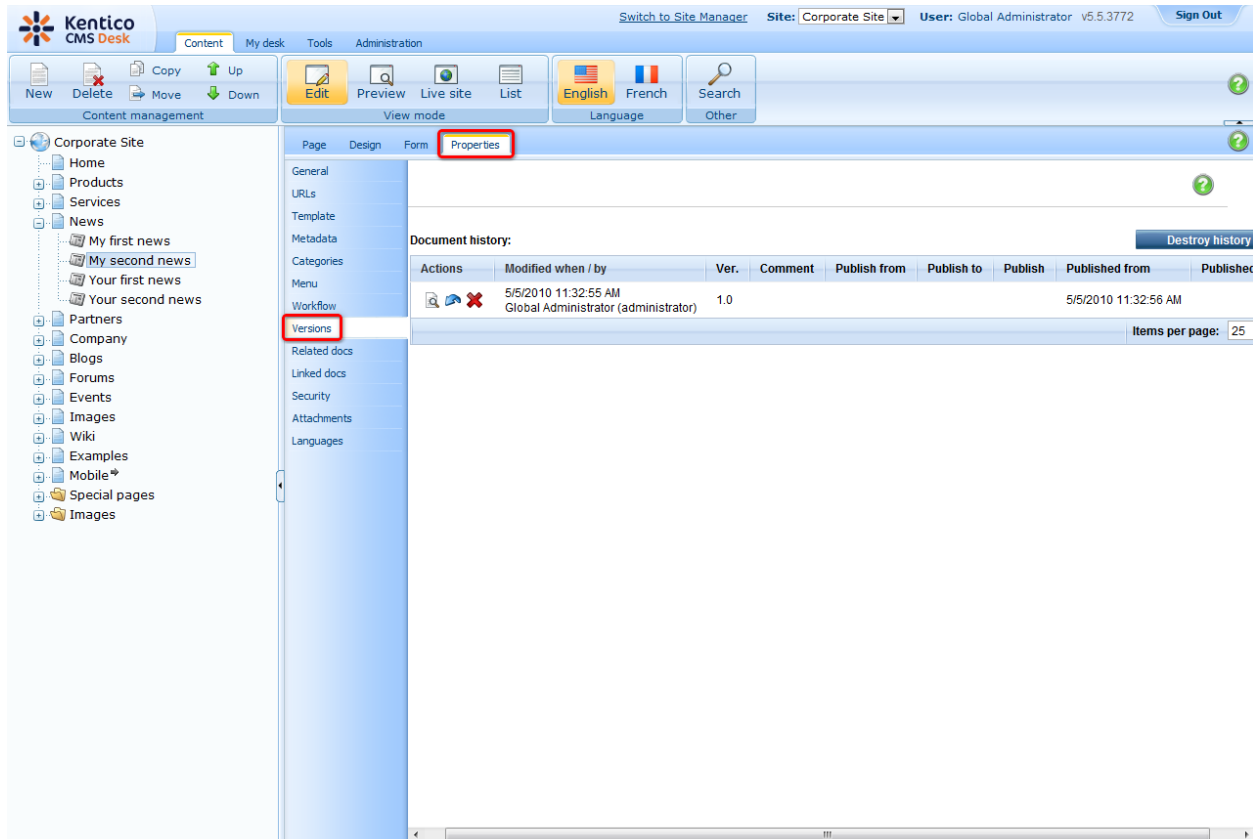 Kentico
CMS Desk
Switch to Site Manager Site: Corporate Site User: Global Administrator v5.5.3772 Sign Out
Content My desk Tools Administration
New Delete Copy Move Up Down
Content management
Edit Preview Live site List
View mode
English French
Language
Search
Other
Corporate Site
Home
Products
Services
News
My first news
My second news
Your first news
Your second news
Partners
Company
Blogs
Forums
Events
Images
Wiki
Examples
Mobile
Special pages
Images
Page Design Form Properties
General
URLs
Template
Metadata
Categories
Menu
Workflow
Versions
Related docs
Linked docs
Security
Attachments
Languages
Document history: Destroy history
Actions Modified when / by Ver. Comment Publish from Publish to Publish Published from Published
5/5/2010 11:32:55 AM
Global Administrator (administrator) 1.0 5/5/2010 11:32:56 AM
Items per page: 25